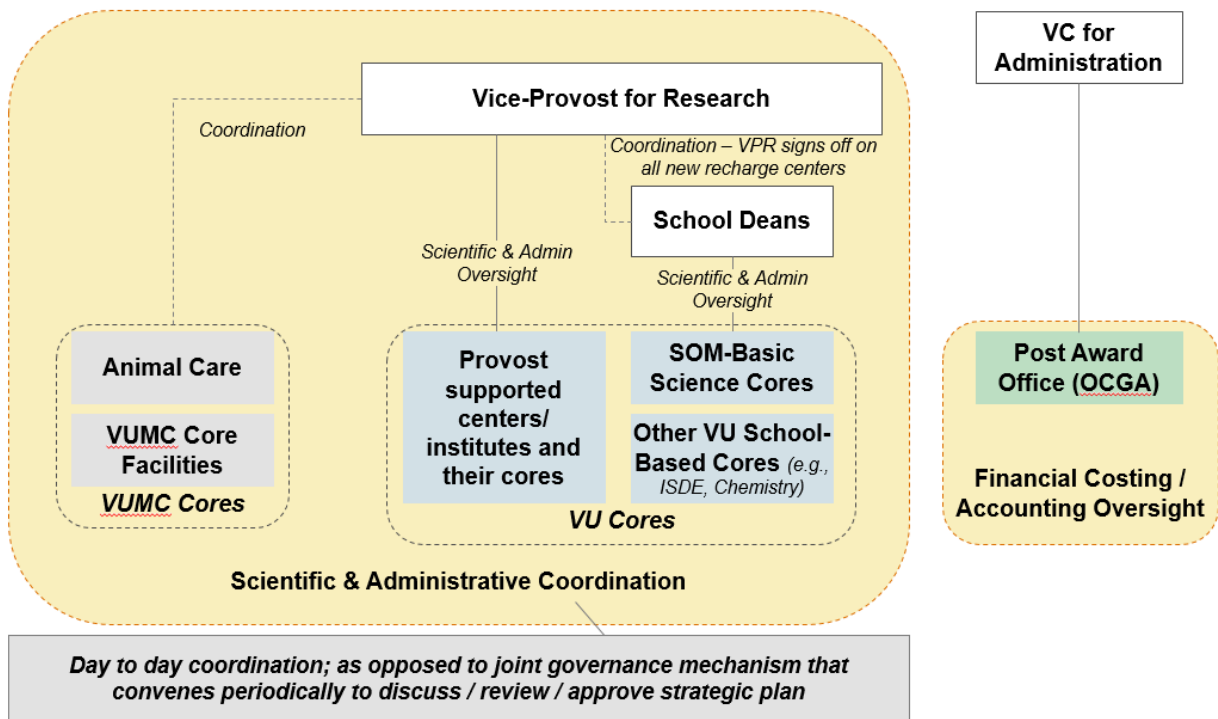 VC for
Administration
Vice-Provost for Research
Coordination
Coordination – VPR signs off on
all new recharge centers
School Deans
Scientific & Admin
Oversight
Scientific & Admin
Oversight
Animal Care
VUMC Core
Facilities
VUMC Cores
Provost
supported
centers/
institutes and
their cores
SOM-Basic
Science Cores
Other VU School-
Based Cores (e.g.,
ISDE, Chemistry)
VU Cores
Post Award
Office (OCGA)
Financial Costing /
Accounting Oversight
Scientific & Administrative Coordination
Day to day coordination; as opposed to joint governance mechanism that
convenes periodically to discuss / review / approve strategic plan